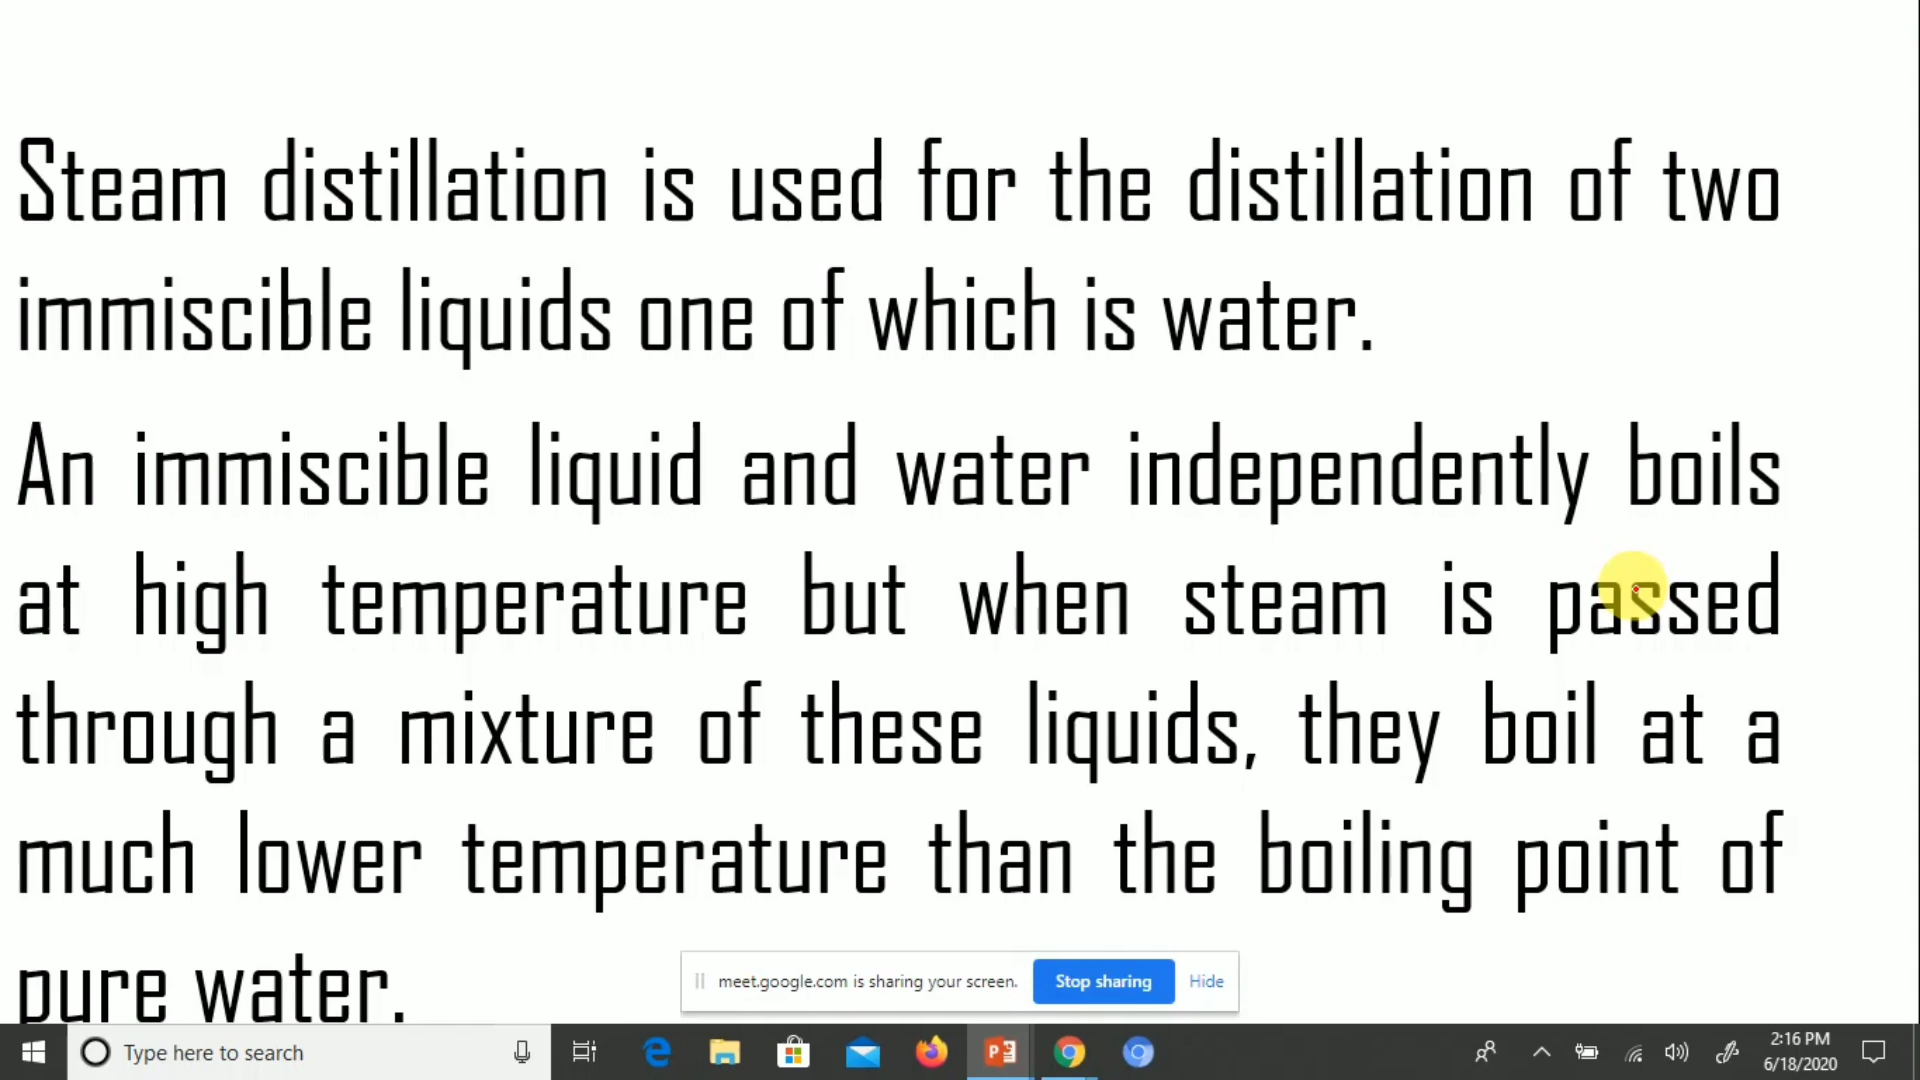 Steam distillation is used for the distillation of two
immiscible liquids one of which is water.
An immiscible liquid and water independently boils
at high temperature but when steam is passed
through a mixture of these liquids, they boil at a
much lower temperature than the boiling point of
pure water.
meet.google.com is sharing your screen. Stop sharing Hide
Type here to search
2:16 PM
6/18/2020